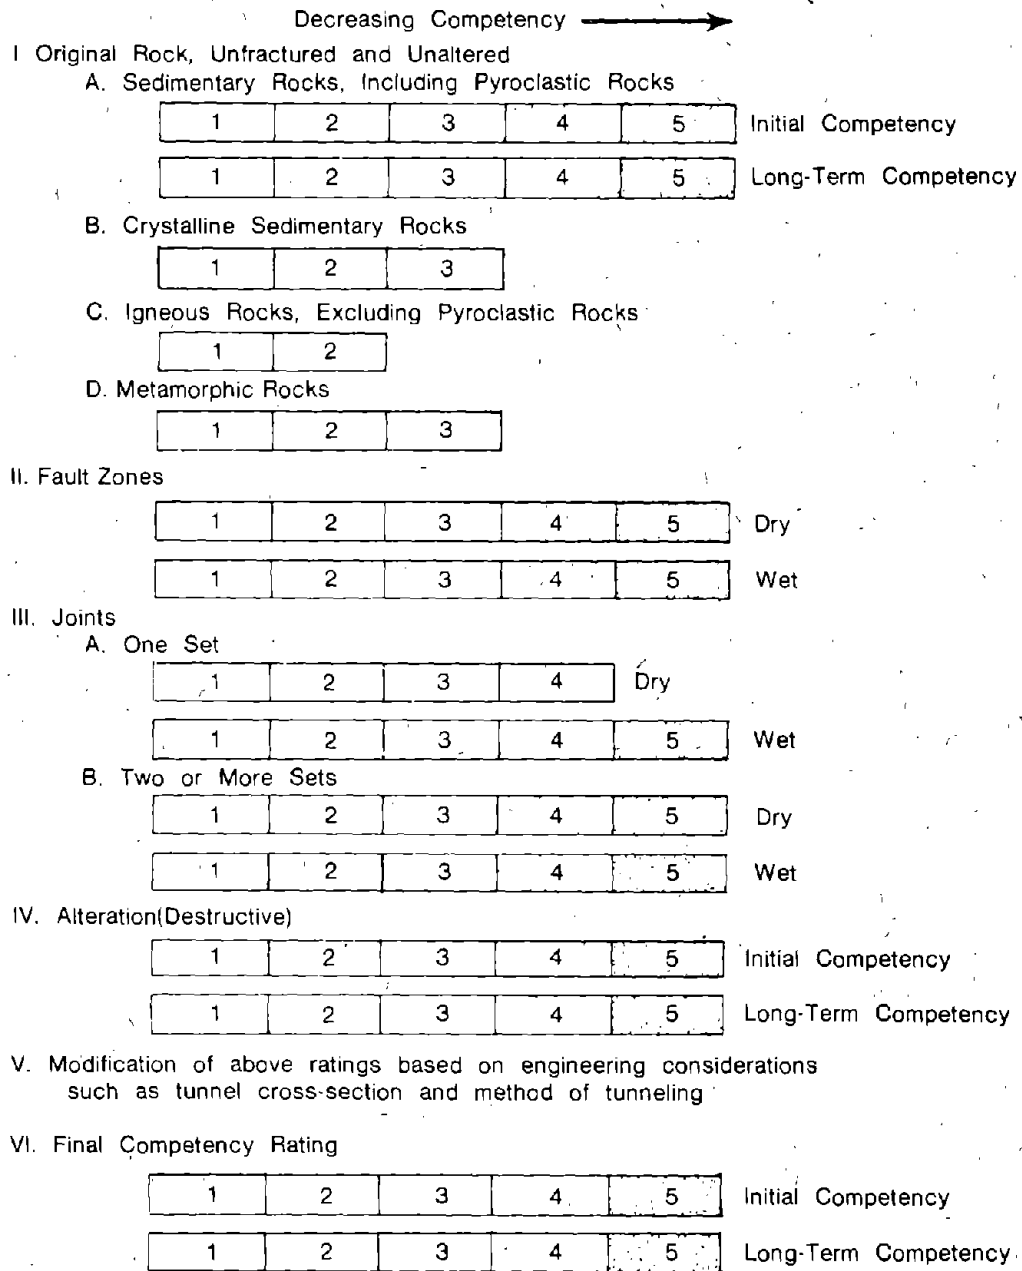 Decreasing Competency
I Original Rock, Unfractured and Unaltered
A. Sedimentary Rocks, Including Pyroclastic Rocks
1 2 3 4 5 Initial Competency
1 2 3 4 5 Long-Term Competency
B. Crystalline Sedimentary Rocks
1 2 3
C. Igneous Rocks, Excluding Pyroclastic Rocks
1 2
D. Metamorphic Rocks
1 2 3
II. Fault Zones
1 2 3 4 5 Dry
1 2 3 4 5 Wet
III. Joints
A. One Set
1 2 3 4 Dry
1 2 3 4 5 Wet
B. Two or More Sets
1 2 3 4 5 Dry
1 2 3 4 5 Wet
IV. Alteration(Destructive)
1 2 3 4 5 Initial Competency
1 2 3 4 5 Long-Term Competency
V. Modification of above ratings based on engineering considerations
such as tunnel cross-section and method of tunneling
VI. Final Competency Rating
1 2 3 4 5 Initial Competency
1 2 3 4 5 Long-Term Competency